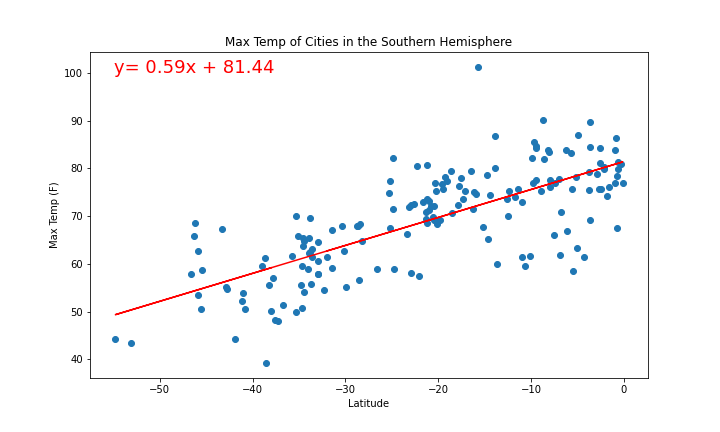 Max Temp of Cities in the Southern Hemisphere
y= 0.59x + 81.44
100
90
80
70
60
50
40
Max Temp (F)
−50 −40 −30 −20 −10 0
Latitude